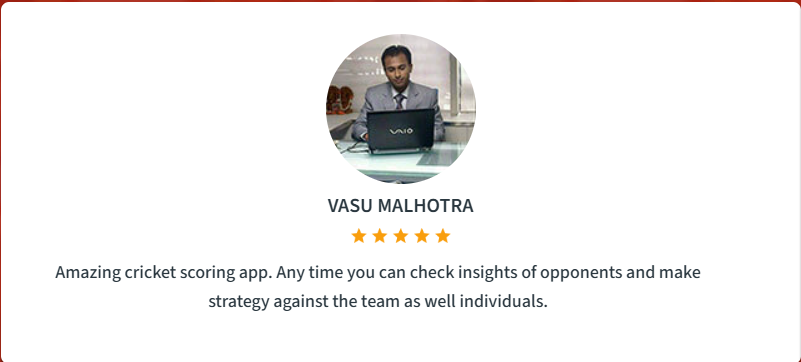 VAIO
VASU MALHOTRA
Amazing cricket scoring app. Any time you can check insights of opponents and make
strategy against the team as well individuals.